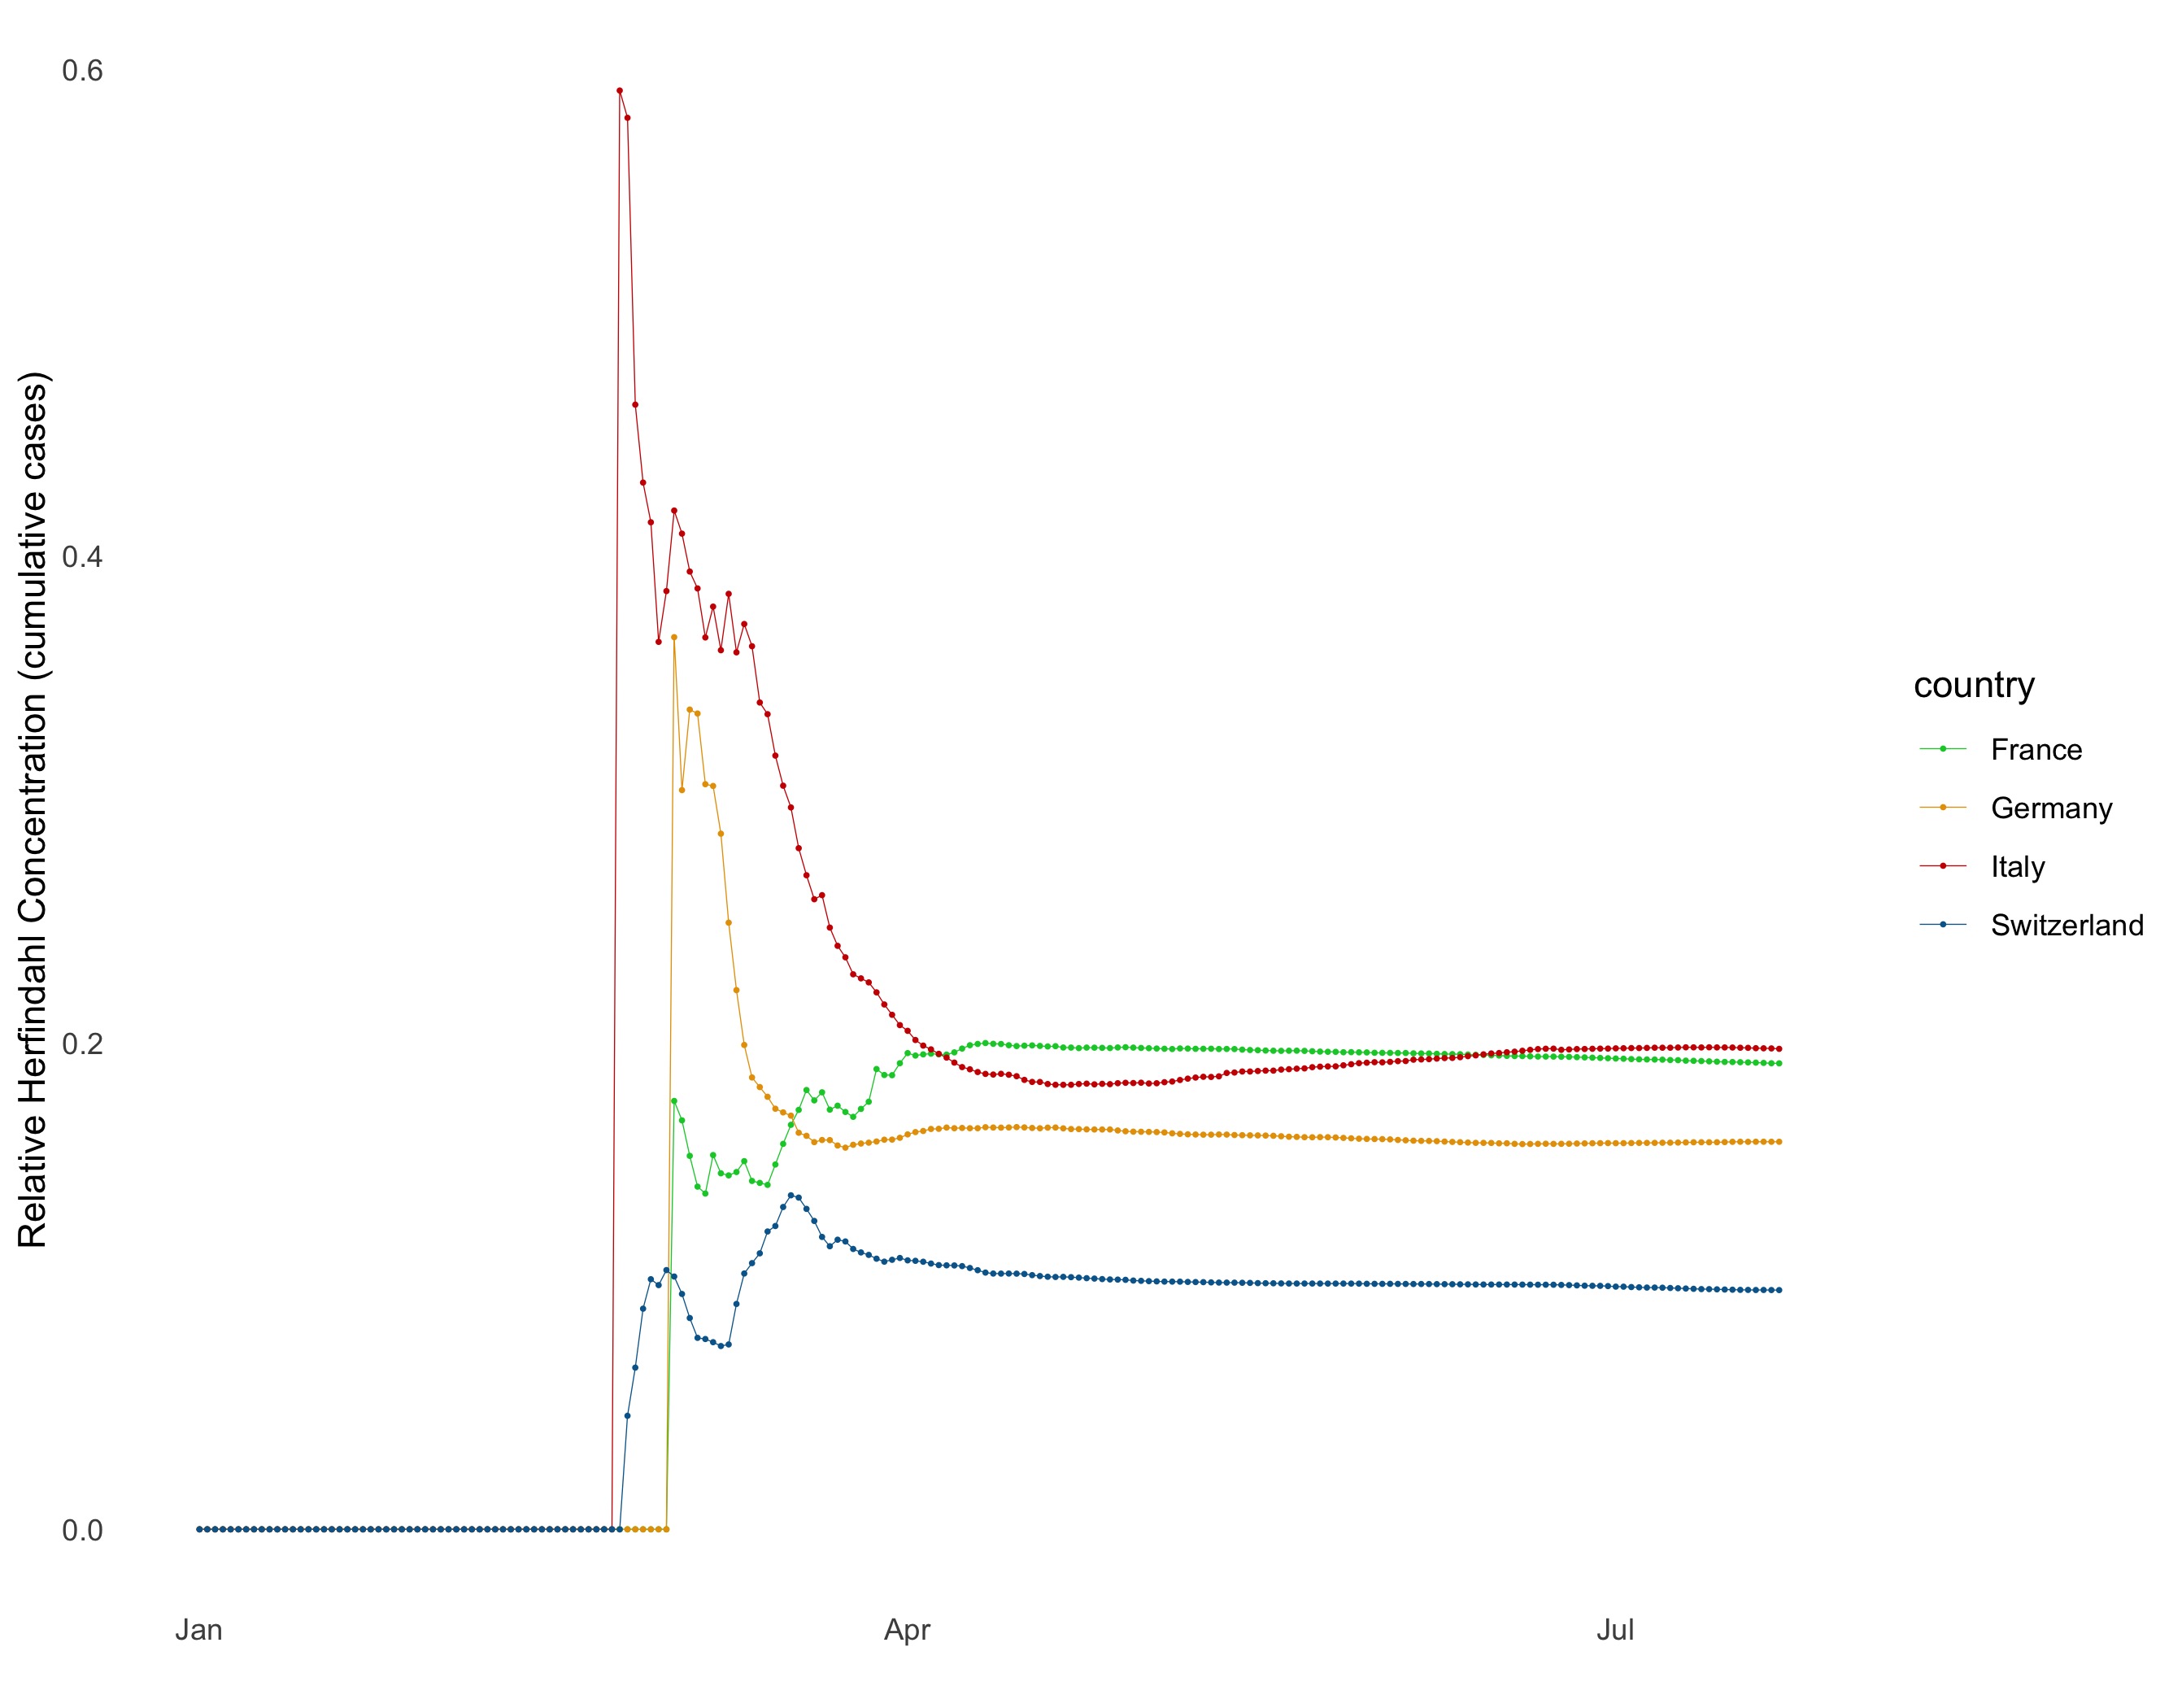 Relative Herfindahl Concentration (cumulative cases)
0.6
0.4
0.2
0.0
Jan
Apr
Jul
country
France
Germany
Italy
Switzerland